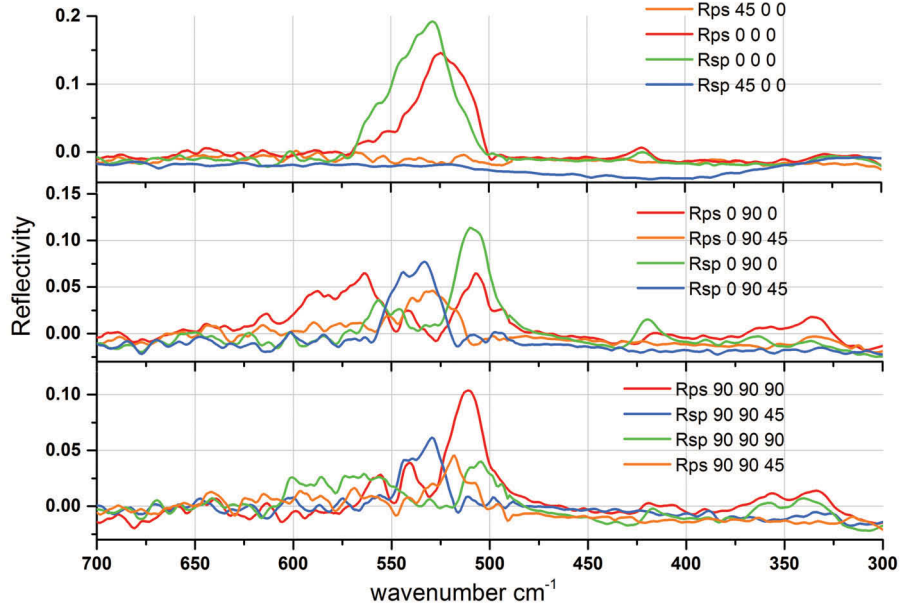 0.2
0.1
0.0
Rps 45 0 0
Rps 0 0 0
Rsp 0 0 0
Rsp 45 0 0
0.15
0.10
0.05
0.00
Rps 0 90 0
Rps 0 90 45
Rsp 0 90 0
Rsp 0 90 45
Reflectivity
0.10
0.05
0.00
Rps 90 90 90
Rsp 90 90 45
Rsp 90 90 90
Rps 90 90 45
700 650 600 550 500 450 400 350 300
wavenumber cm⁻¹